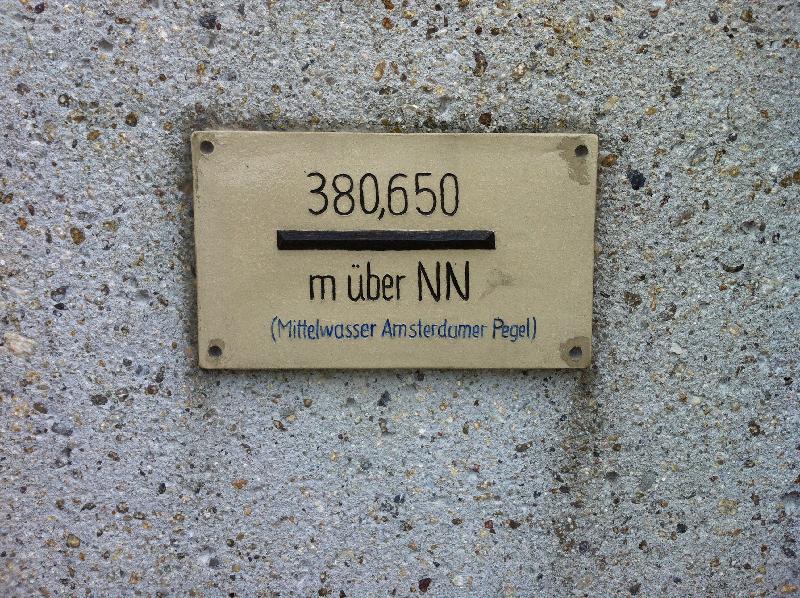 380,650
m über NN
(Mittelwasser Amsterdamer Pegel)